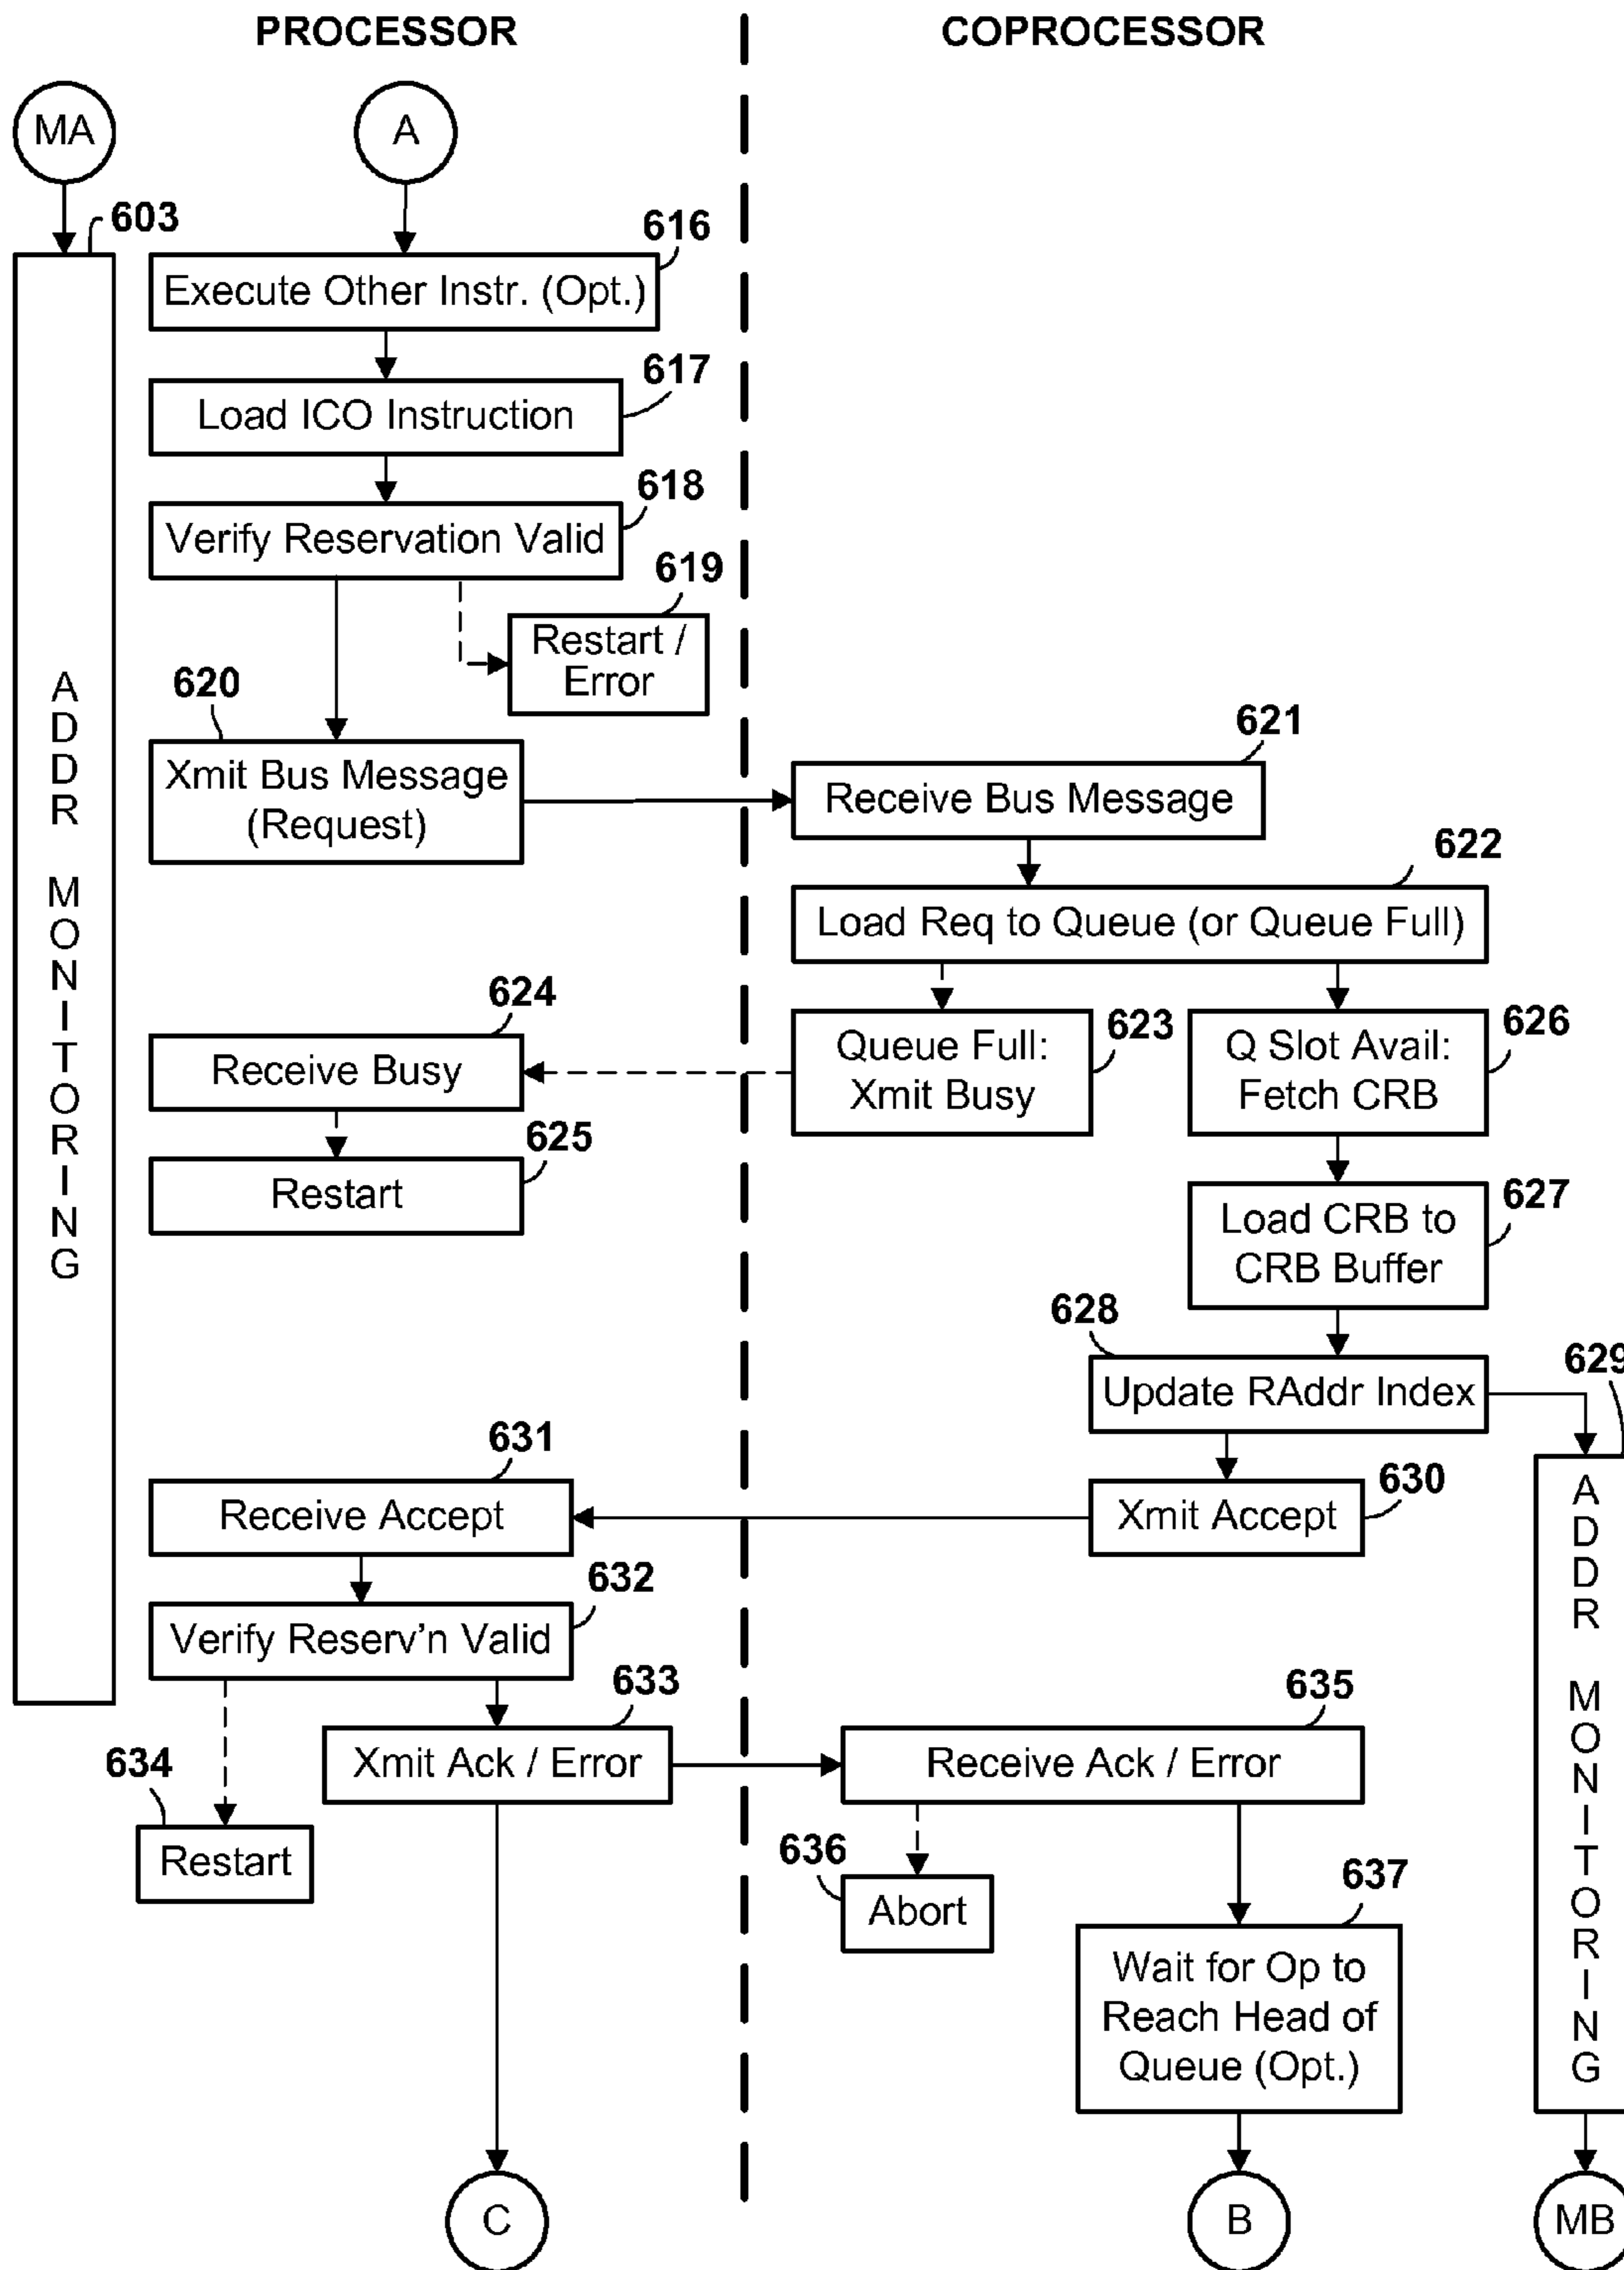 PROCESSOR
COPROCESSOR
MA
A
603
616
Execute Other Instr. (Opt.)
617
Load ICO Instruction
618
Verify Reservation Valid
619
Restart /
Error
620
Xmit Bus Message
(Request)
621
Receive Bus Message
622
Load Req to Queue (or Queue Full)
ADDR MONITORING
624
Receive Busy
623
Queue Full:
Xmit Busy
626
Q Slot Avail:
Fetch CRB
625
Restart
627
Load CRB to
CRB Buffer
628
Update RAddr Index
629
631
Receive Accept
630
Xmit Accept
632
Verify Reserv'n Valid
633
Xmit Ack / Error
635
Receive Ack / Error
ADDR MONITORING
634
Restart
636
Abort
637
Wait for Op to
Reach Head of
Queue (Opt.)
C
B
MB